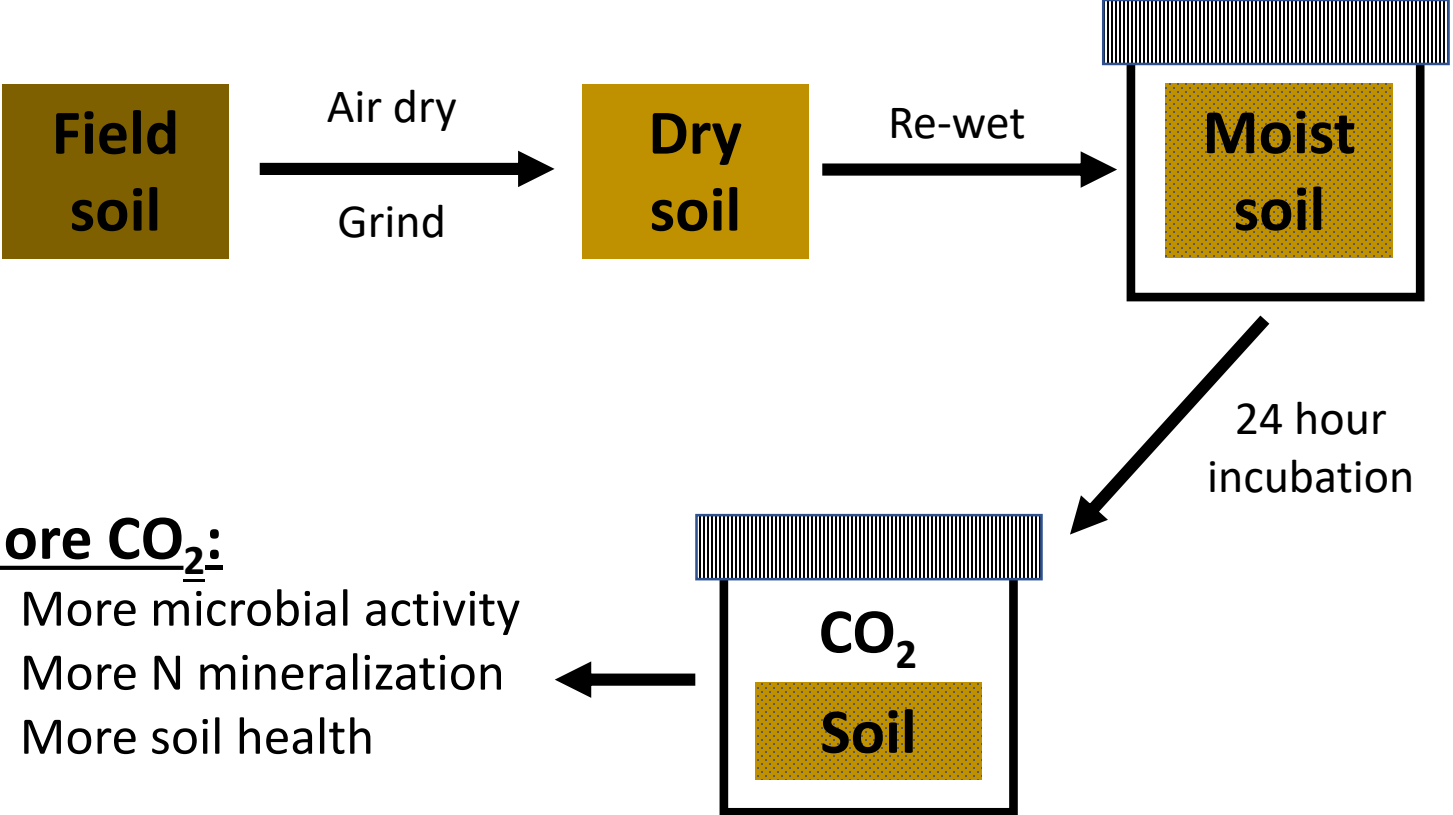 Field
soil
Air dry
Grind
Dry
soil
Re-wet
Moist
soil
24 hour
incubation
CO₂
Soil
ore CO₂:
More microbial activity
More N mineralization
More soil health